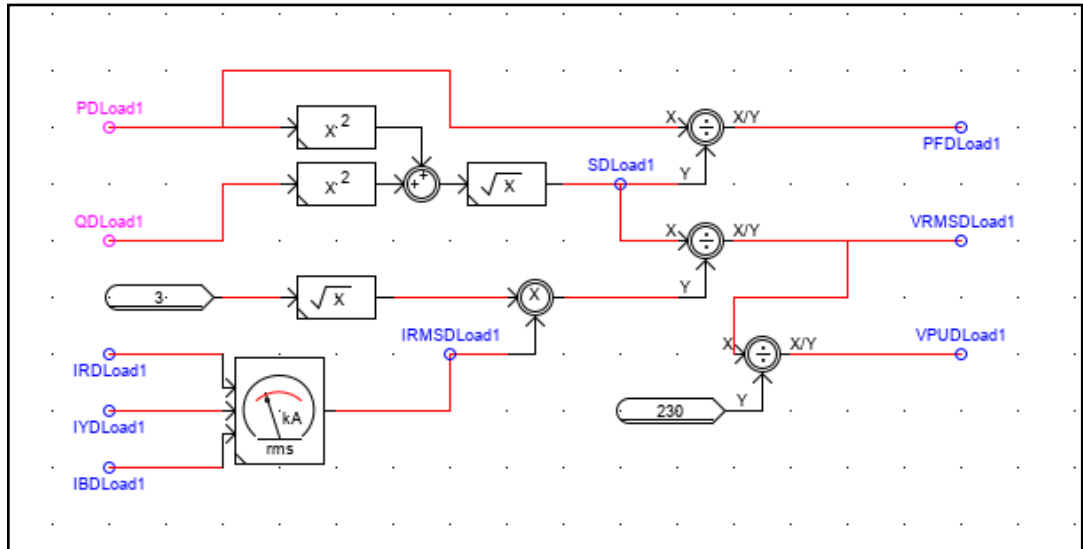 PDLoad1
X 2
X X/Y
PFDLoad1
X 2
+ +
√X
SDLoad1
Y
QDLoad1
X X/Y
VRMSDLoad1
3
√X
X
Y
IRMSDLoad1
IRDLoad1
X X/Y
VPUDLoad1
IYDLoad1
kA
rms
230
Y
IBDLoad1